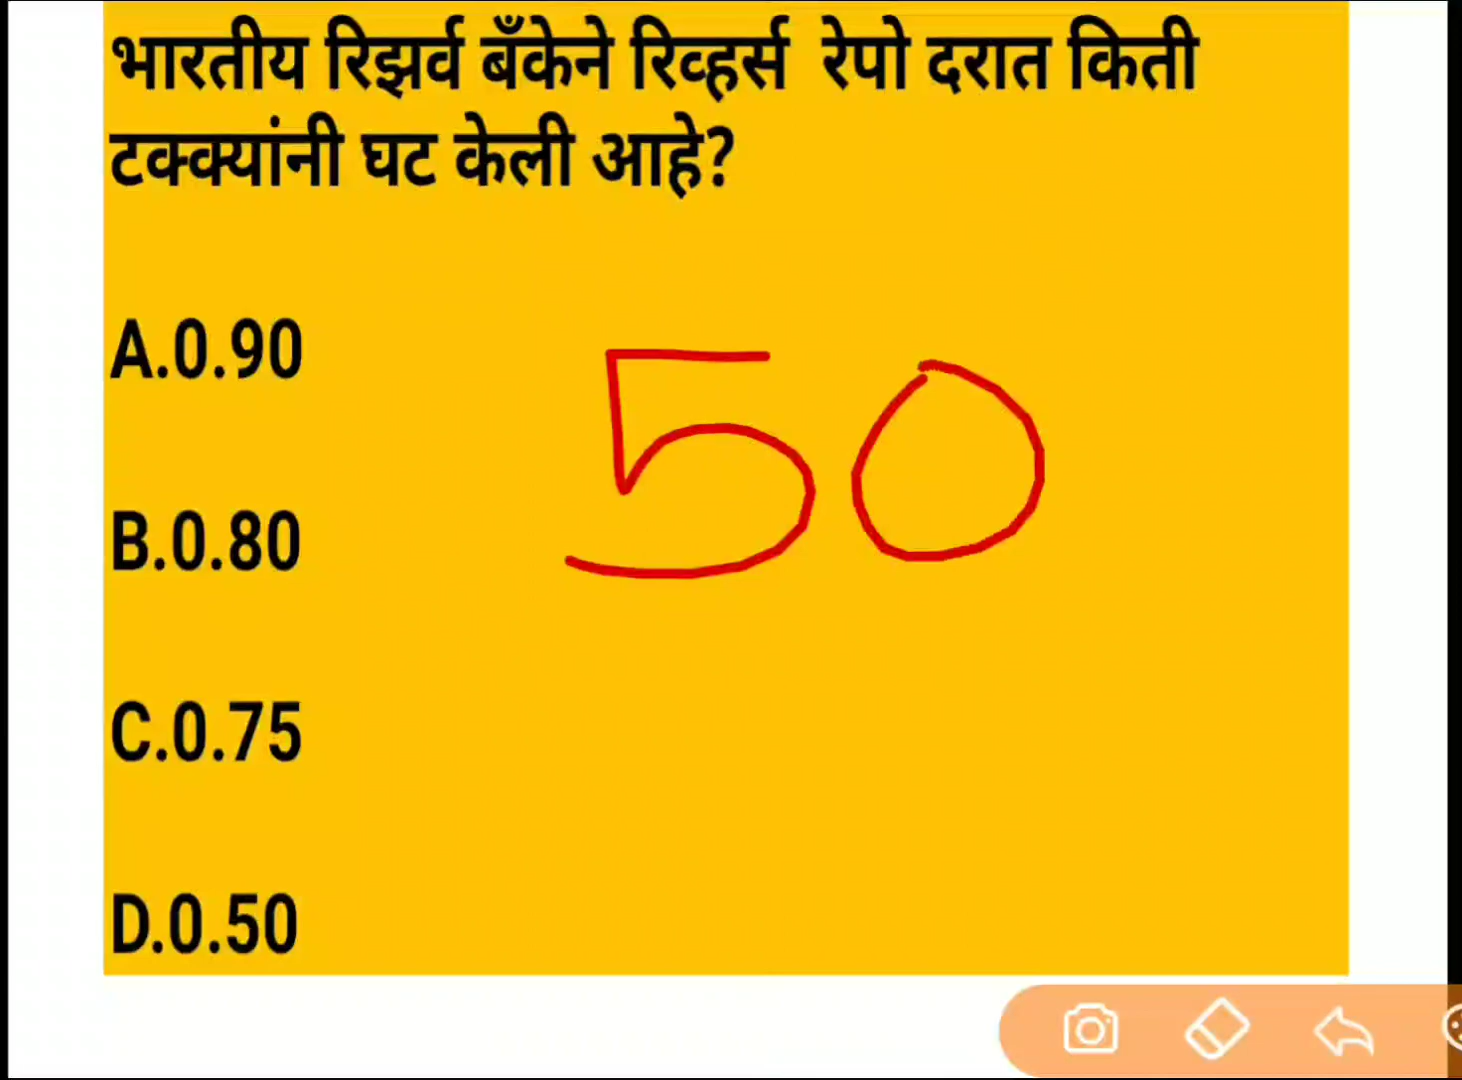 भारतीय रिझर्व बँकेने रिव्हर्स रेपो दरात किती
टक्क्यांनी घट केली आहे?
A.0.90
50
B.0.80
C.0.75
D.0.50